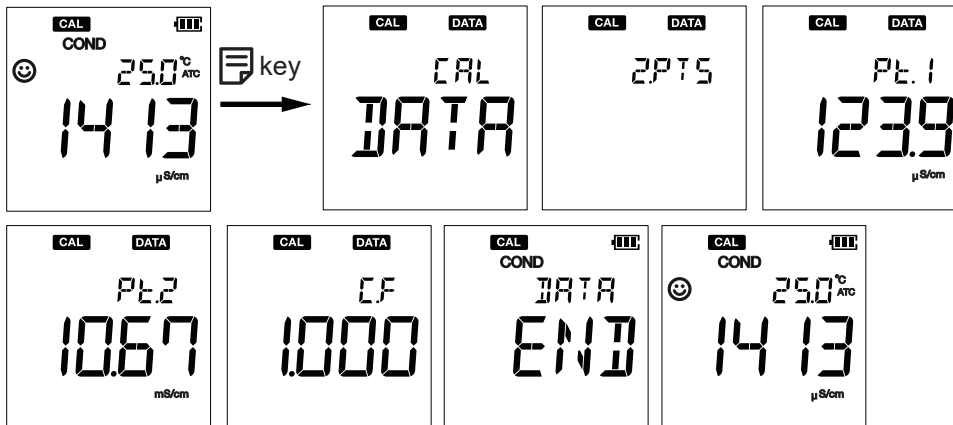 CAL
COND
25.0 °C ATC
1413
µS/cm
key
CAL DATA
CAL
DATA
CAL DATA
2.PTS
CAL DATA
Pt.1
123.9
µS/cm
CAL DATA
Pt.2
10.67
mS/cm
CAL DATA
C.F
1.000
CAL
COND
DATA
END
CAL
COND
25.0 °C ATC
1413
µS/cm